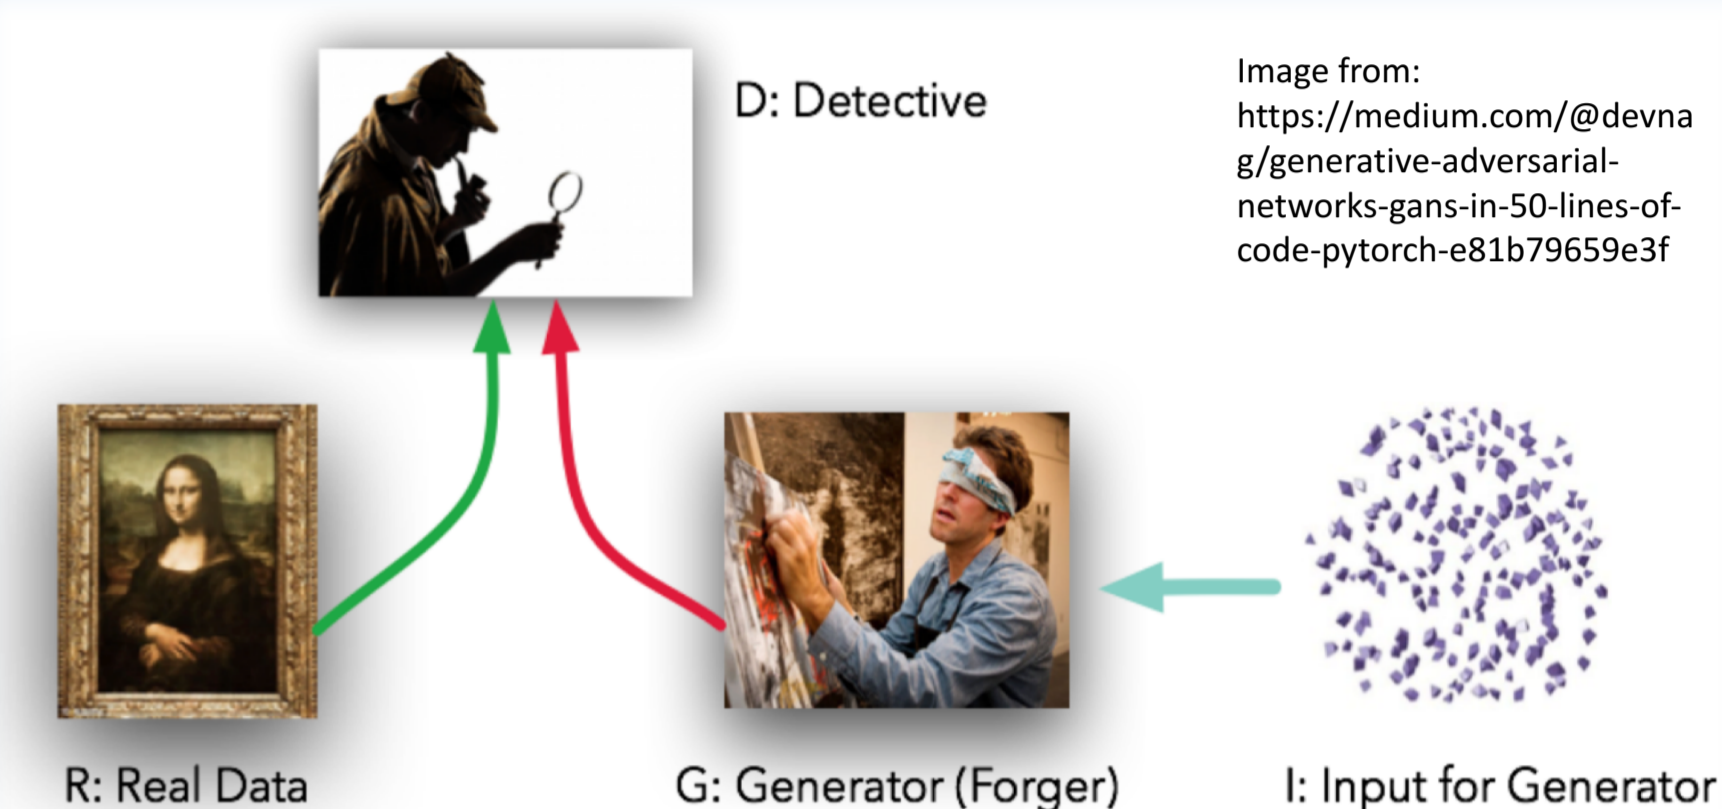 D: Detective
Image from:
https://medium.com/@devna
g/generative-adversarial-
networks-gans-in-50-lines-of-
code-pytorch-e81b79659e3f
R: Real Data
G: Generator (Forger)
I: Input for Generator